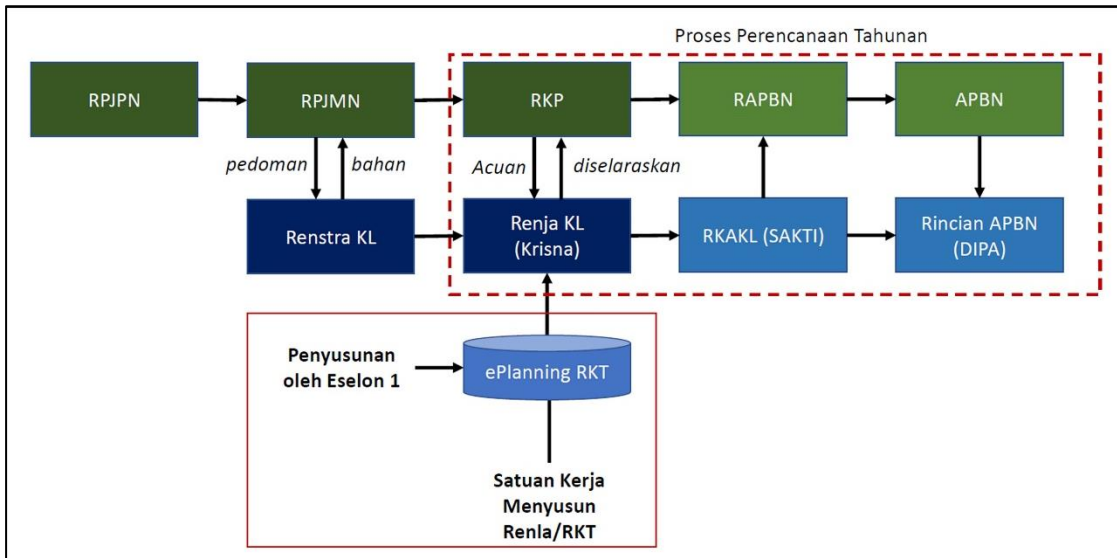 Proses Perencanaan Tahunan
RPJPN
RPJMN
RKP
RAPBN
APBN
pedoman
bahan
Acuan
diselaraskan
Renstra KL
Renja KL
(Krisna)
RKAKL (SAKTI)
Rincian APBN
(DIPA)
Penyusunan
oleh Eselon 1
ePlanning RKT
Satuan Kerja
Menyusun
Renla/RKT